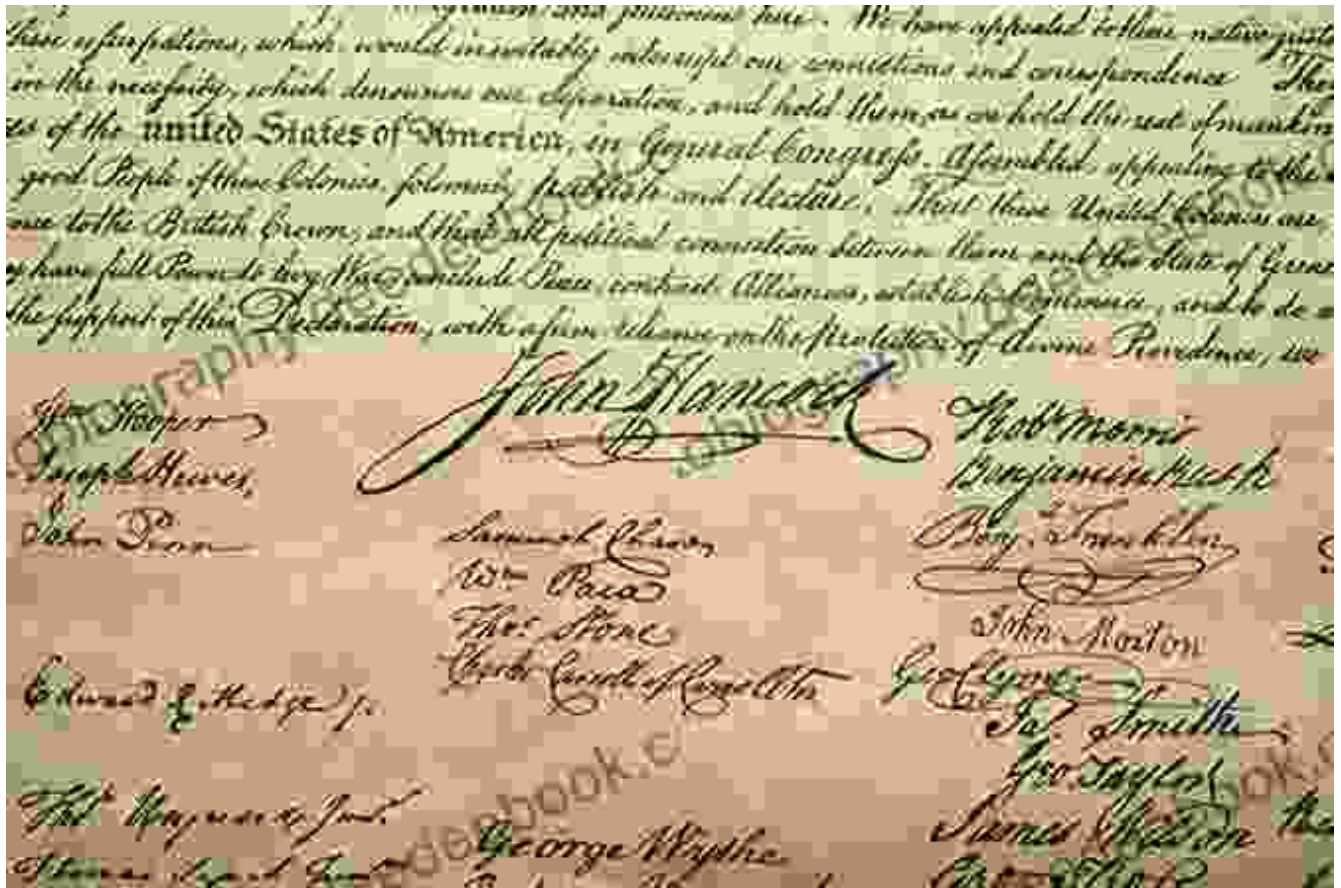 We have appealed to their native
these usurpations, which, would inevitably interrupt our connections and correspondence
in the necessity, which denounces our Separation, and hold them, as we hold the rest of
of the united States of America, in General Congress, Assembled, appealing to the
good People of these Colonies, solemnly publish and declare, That these United Colonies are
to the British Crown, and that all political connection between them and the State of
have full Power to levy War, conclude Peace, contract Alliances, establish Commerce, and to do
the support of this Declaration, with a firm reliance on the protection of divine Providence, we
John Hancock
Wm Hooper
Joseph Hewes,
John Penn
Edward Rutledge /.
Thos Heyward Junr.
Thomas Lynch Junr
Samuel Chase
Wm Paca
Thos Stone
Charles Carroll of Carrollton
George Wythe
Robt Morris
Benjamin Rush
Benj. Franklin
John Morton
Geo Clymer
Jas. Smith
Geo. Taylor
James Wilson